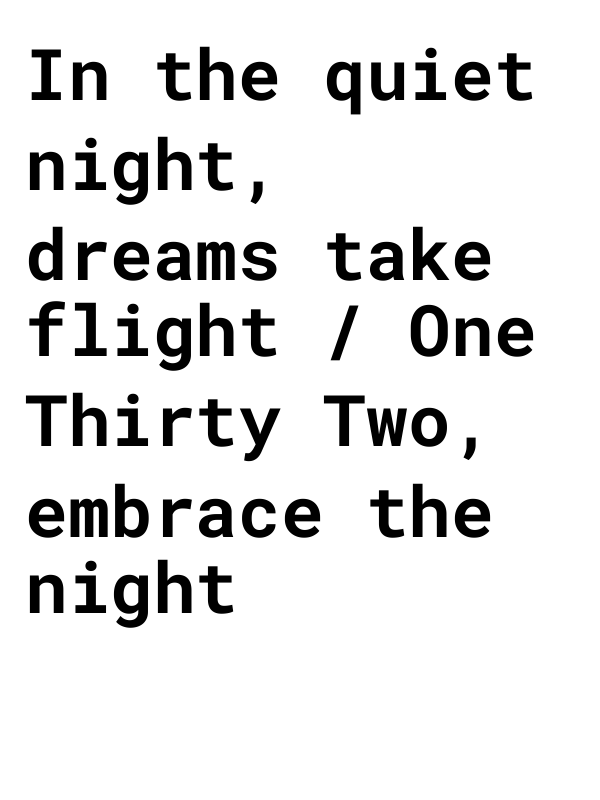 In the quiet
night,
dreams take
flight / One
Thirty Two,
embrace the
night